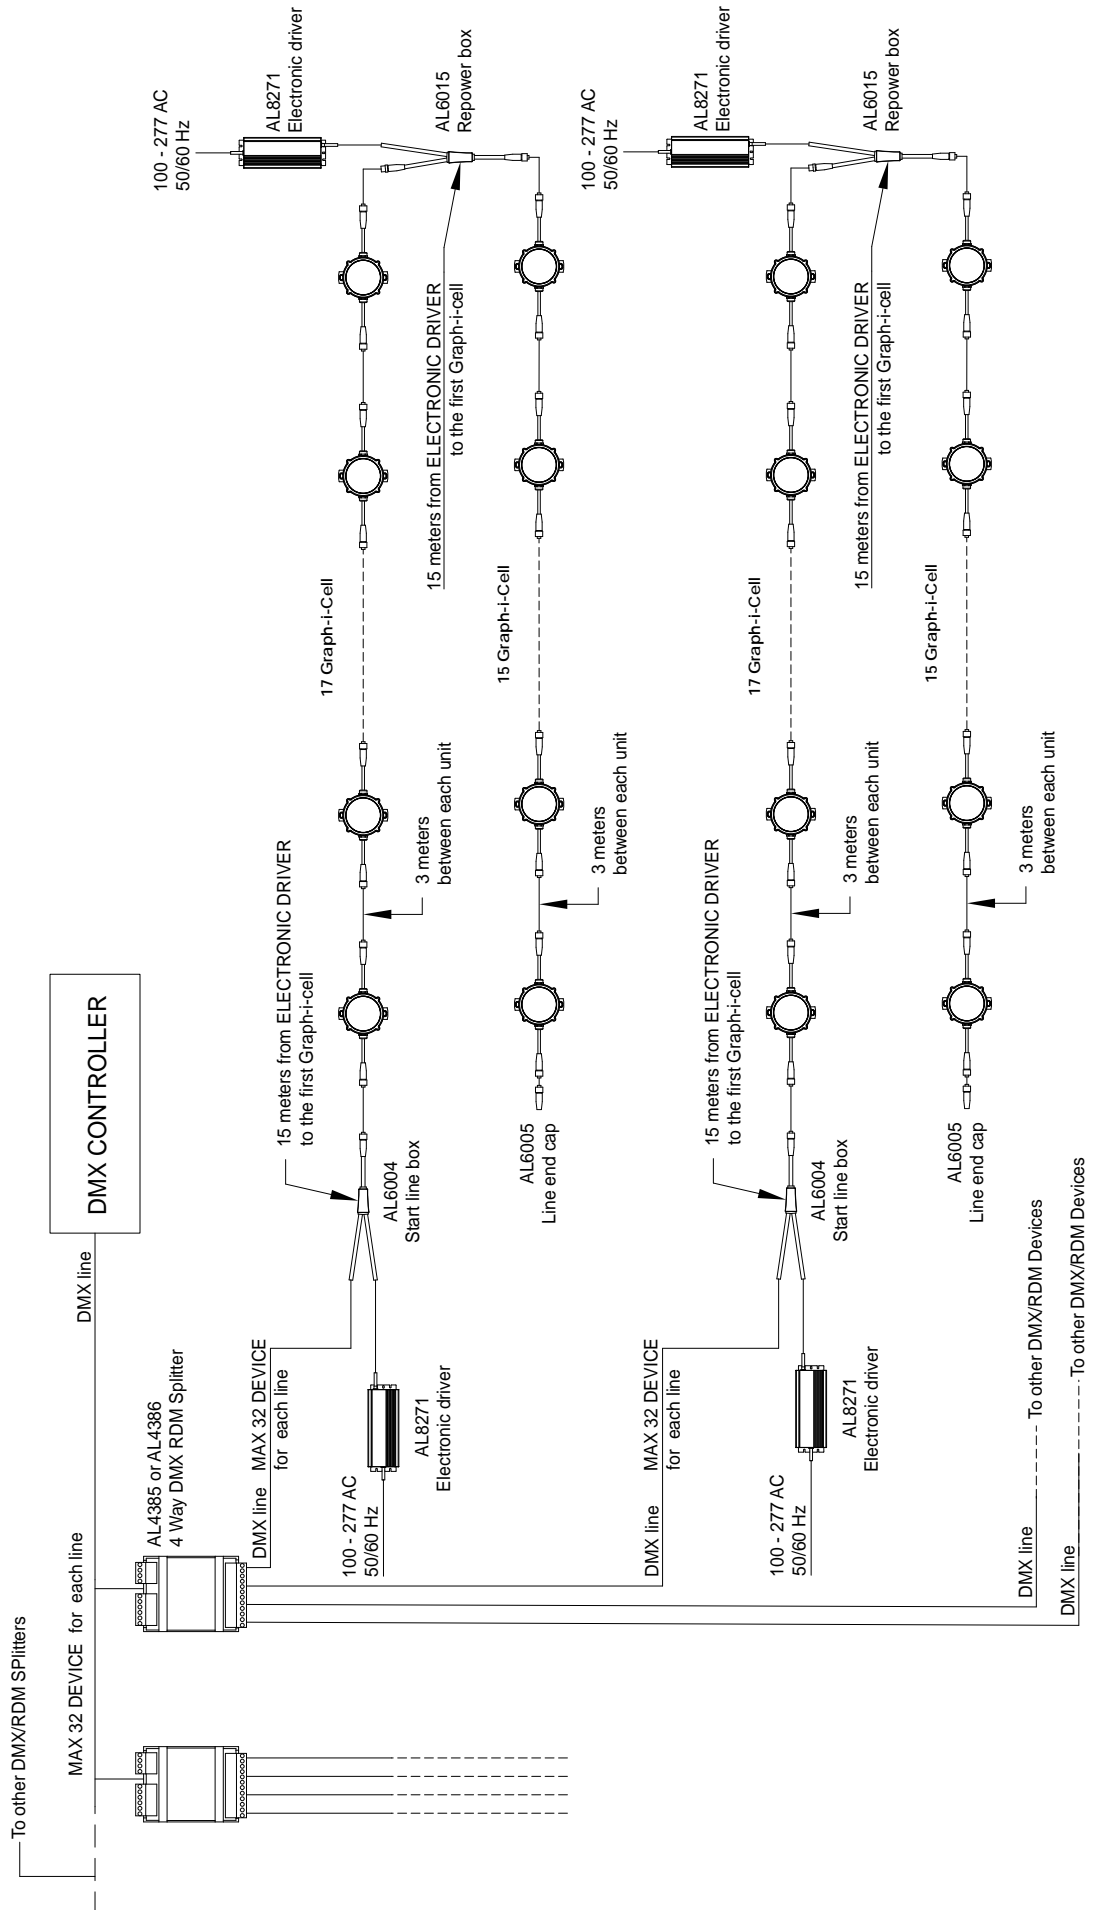 To other DMX/RDM SPlitters
MAX 32 DEVICE for each line
DMX line
DMX CONTROLLER
AL4385 or AL4386
4 Way DMX RDM Splitter
DMX line
MAX 32 DEVICE
for each line
100 - 277 AC
50/60 Hz
AL8271
Electronic driver
AL6004
Start line box
15 meters from ELECTRONIC DRIVER
to the first Graph-i-cell
3 meters
between each unit
17 Graph-i-Cell
100 - 277 AC
50/60 Hz
AL8271
Electronic driver
AL6015
Repower box
15 meters from ELECTRONIC DRIVER
to the first Graph-i-cell
15 Graph-i-Cell
3 meters
between each unit
AL6005
Line end cap
DMX line
MAX 32 DEVICE
for each line
100 - 277 AC
50/60 Hz
AL8271
Electronic driver
AL6004
Start line box
15 meters from ELECTRONIC DRIVER
to the first Graph-i-cell
3 meters
between each unit
17 Graph-i-Cell
100 - 277 AC
50/60 Hz
AL8271
Electronic driver
AL6015
Repower box
15 meters from ELECTRONIC DRIVER
to the first Graph-i-cell
15 Graph-i-Cell
3 meters
between each unit
AL6005
Line end cap
DMX line
To other DMX/RDM Devices
DMX line
To other DMX/RDM Devices